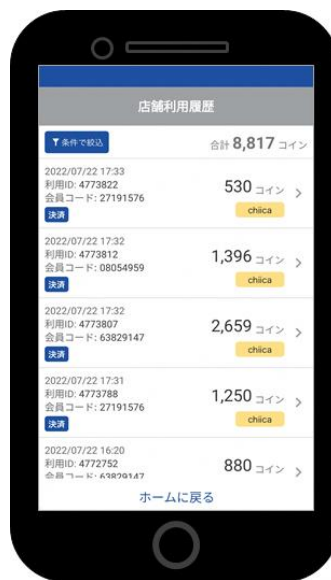 店舗利用履歴
条件で絞込
合計 8,817 コイン
2022/07/22 17:33
利用ID: 4773822
会員コード: 27191576
決済
530 コイン
chiica
2022/07/22 17:32
利用ID: 4773812
会員コード: 08054959
決済
1,396 コイン
chiica
2022/07/22 17:32
利用ID: 4773807
会員コード: 63829147
決済
2,659 コイン
chiica
2022/07/22 17:31
利用ID: 4773788
会員コード: 27191576
決済
1,250 コイン
chiica
2022/07/22 16:20
利用ID: 4772752
会員コード: 63829147
880 コイン
ホームに戻る